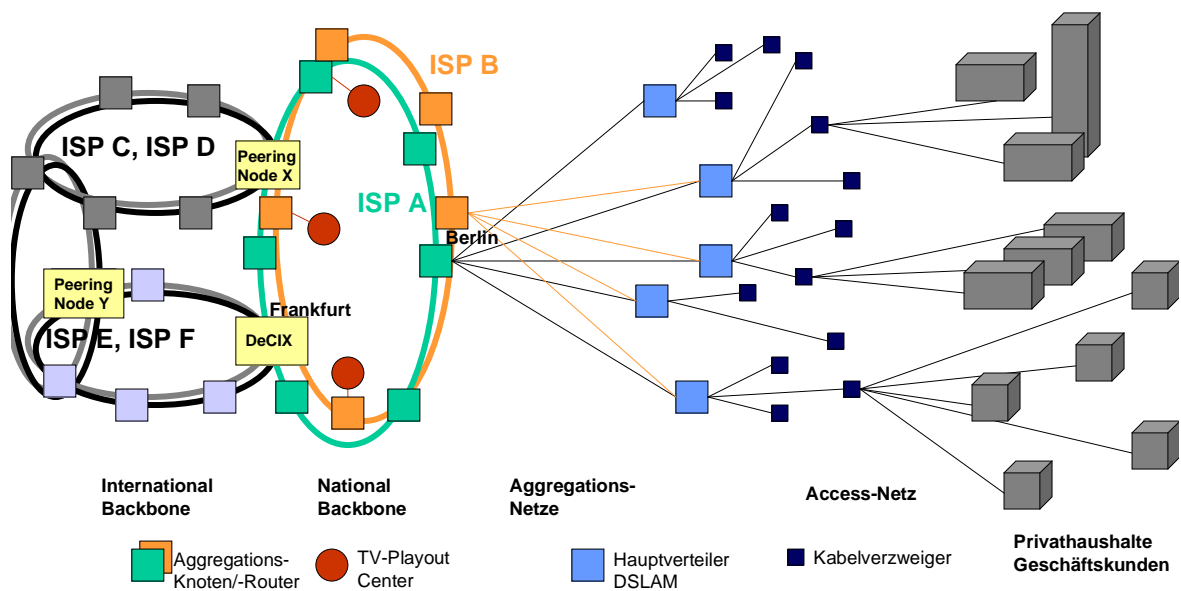 ISP B
ISP C, ISP D
Peering
Node X
ISP A
Berlin
Peering
Node Y
Frankfurt
ISP E, ISP F
DeCIX
International
Backbone
National
Backbone
Aggregations-
Netze
Access-Netz
Privathaushalte
Geschäftskunden
Aggregations-
Knoten/-Router
TV-Playout
Center
Hauptverteiler
DSLAM
Kabelverzweiger